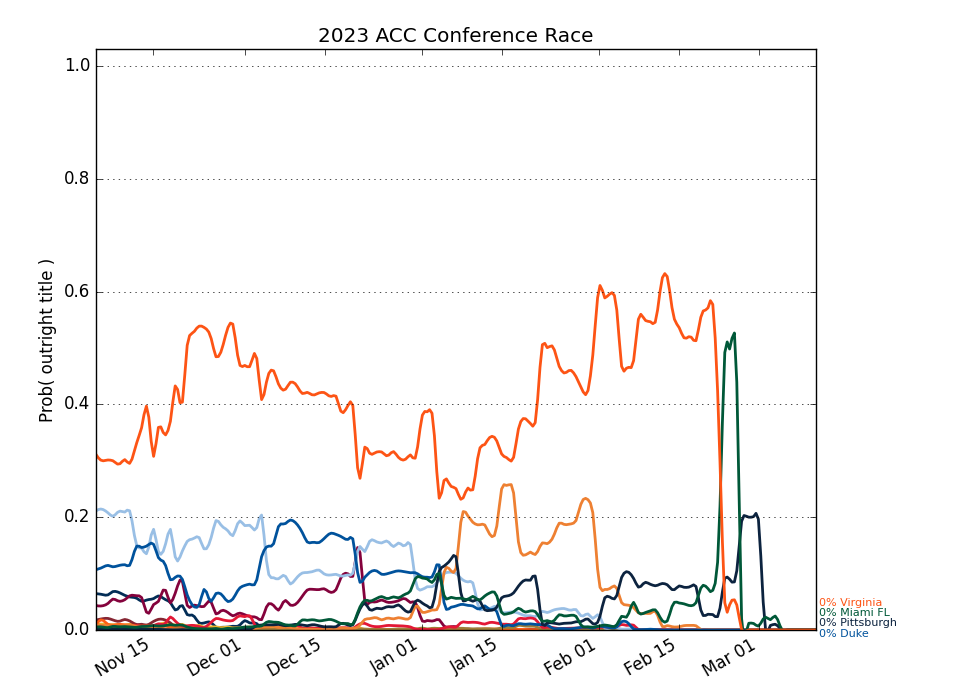 2023 ACC Conference Race
Prob( outright title )
1.0
0.8
0.6
0.4
0.2
0.0
Nov 15
Dec 01
Dec 15
Jan 01
Jan 15
Feb 01
Feb 15
Mar 01
0% Virginia
0% Miami FL
0% Pittsburgh
0% Duke